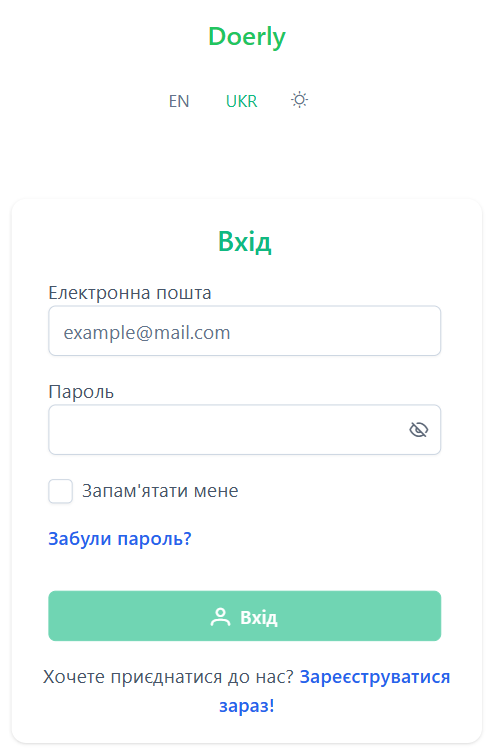 Doerly
EN UKR
Вхід
Електронна пошта
example@mail.com
Пароль
Запам'ятати мене
Забули пароль?
Вхід
Хочете приєднатися до нас? Зареєструватися
зараз!